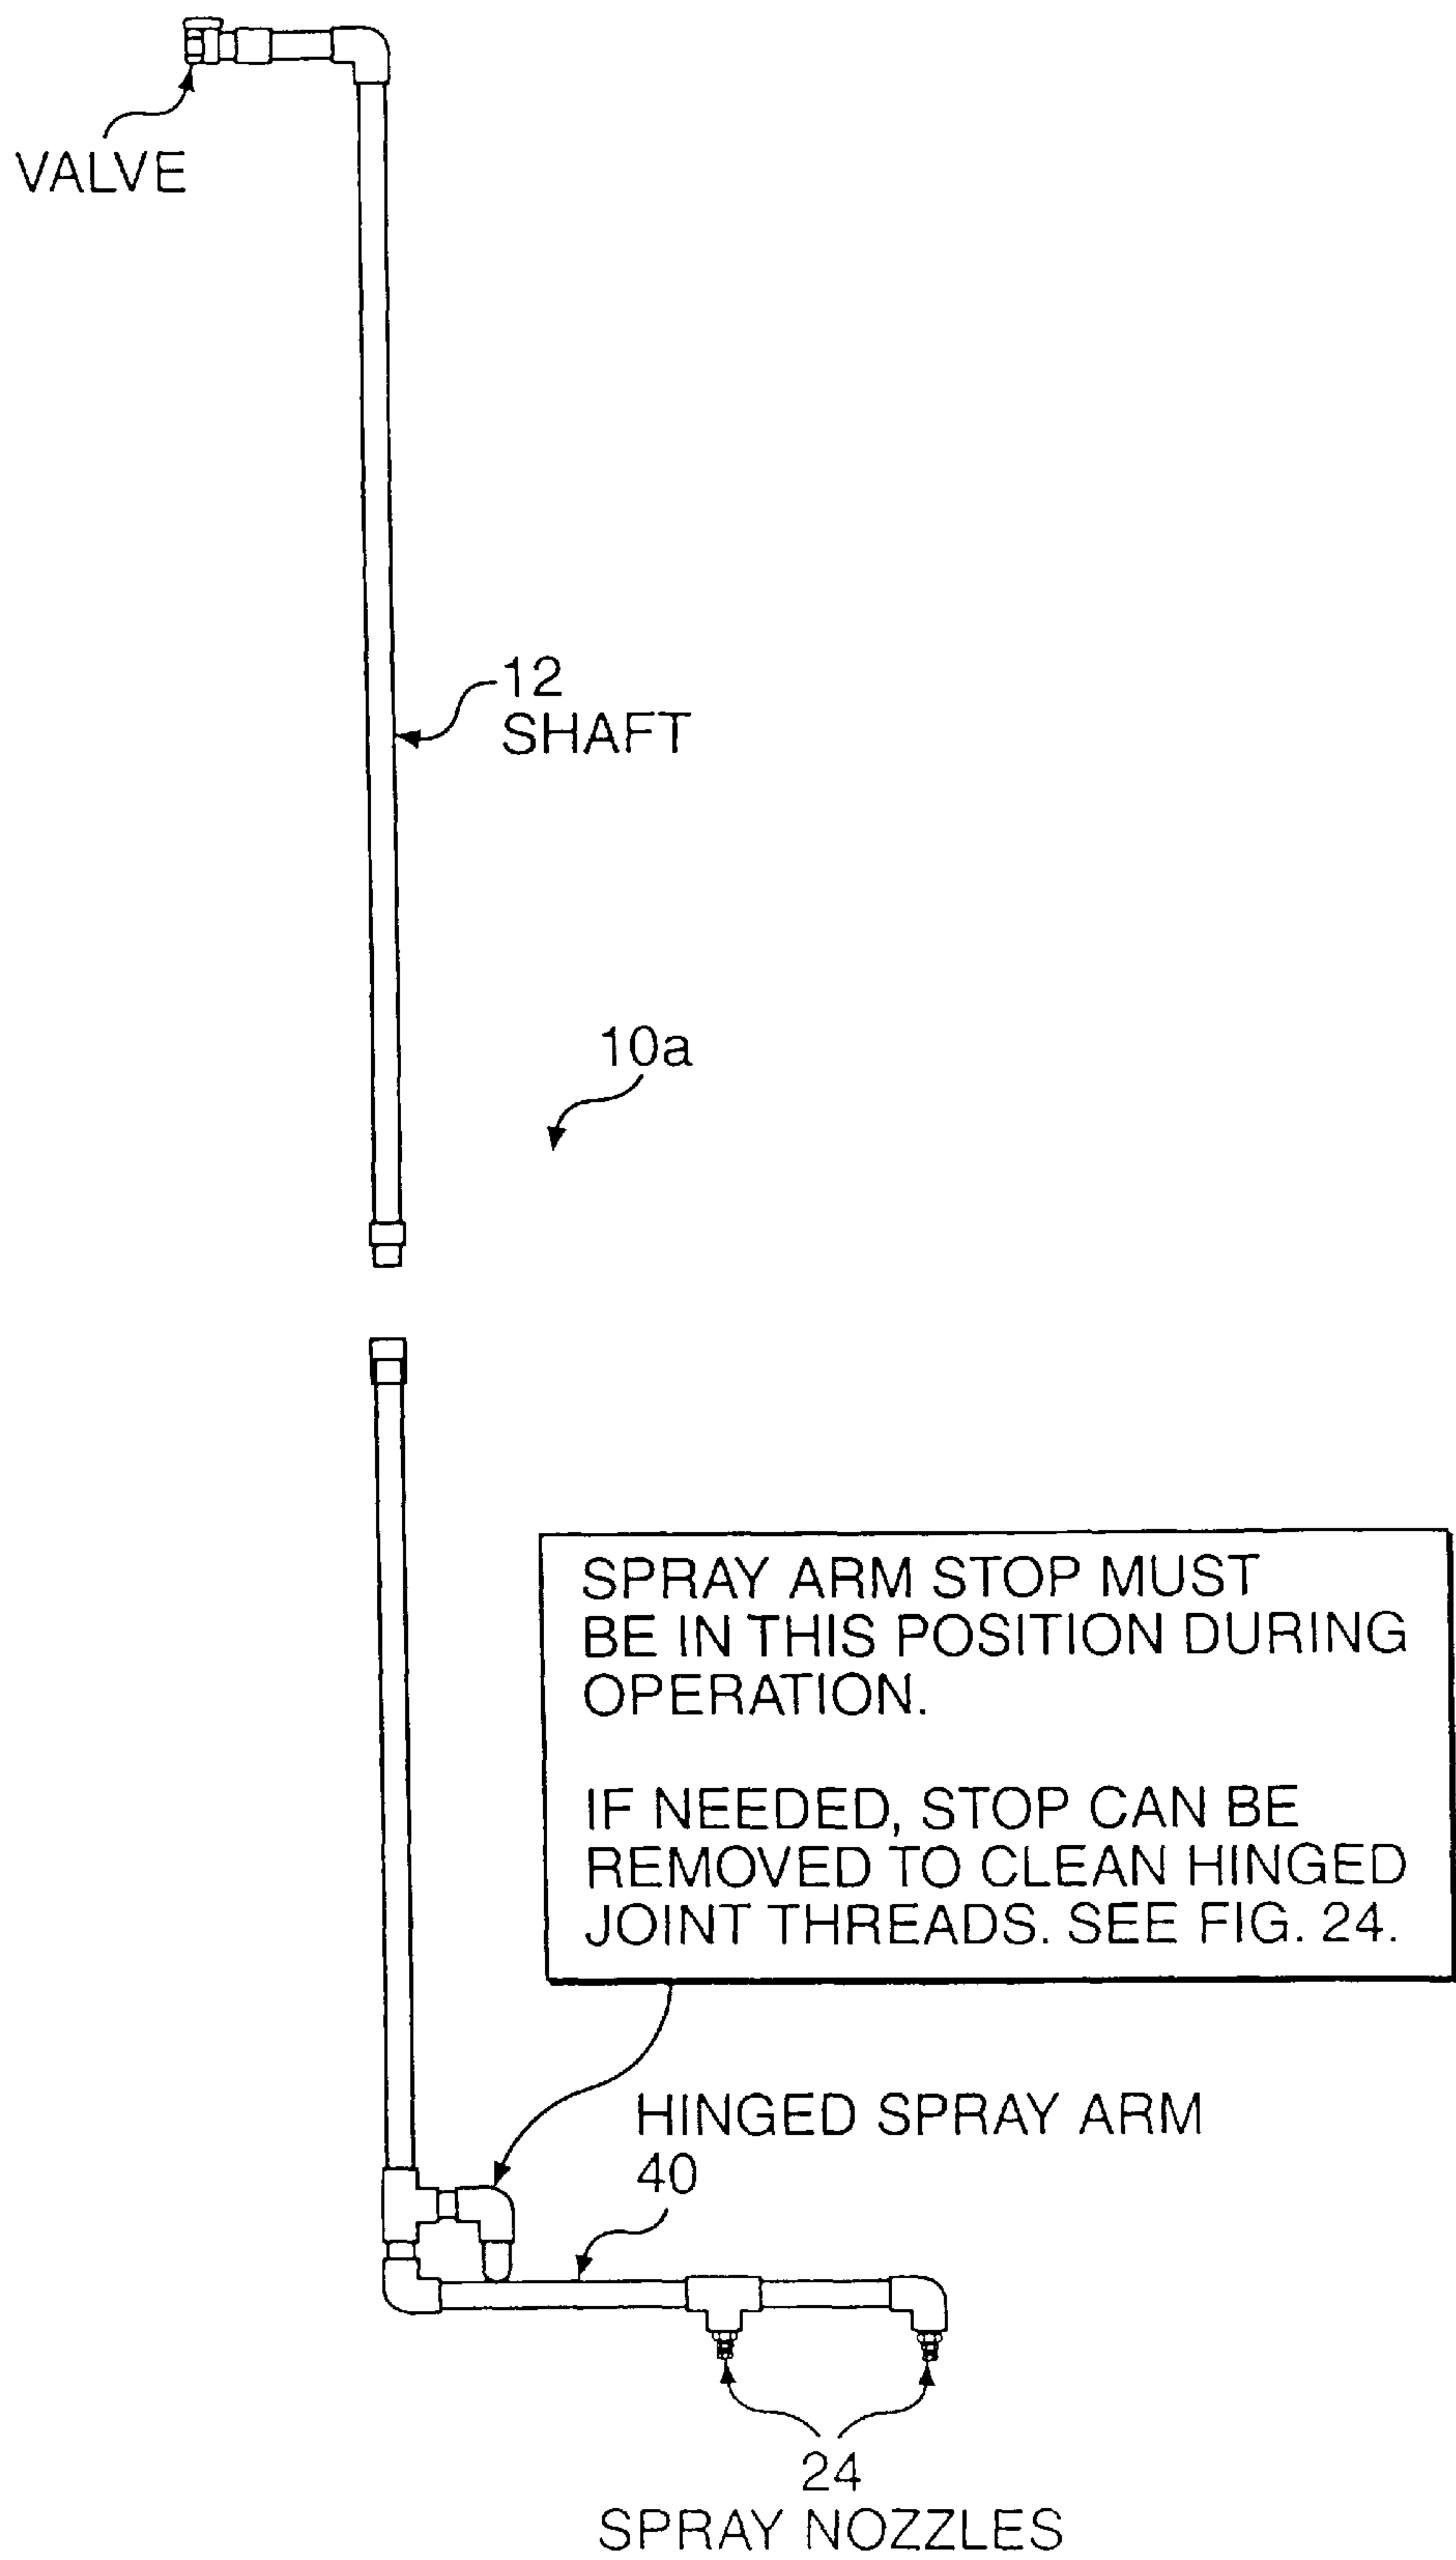 VALVE
12
SHAFT
10a
SPRAY ARM STOP MUST
BE IN THIS POSITION DURING
OPERATION.
IF NEEDED, STOP CAN BE
REMOVED TO CLEAN HINGED
JOINT THREADS. SEE FIG. 24.
HINGED SPRAY ARM
40
24
SPRAY NOZZLES